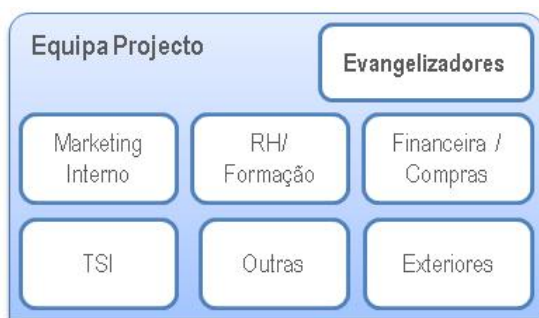 Equipa Projecto
Evangelizadores
Marketing
Interno
RH/
Formação
Financeira /
Compras
TSI
Outras
Exteriores